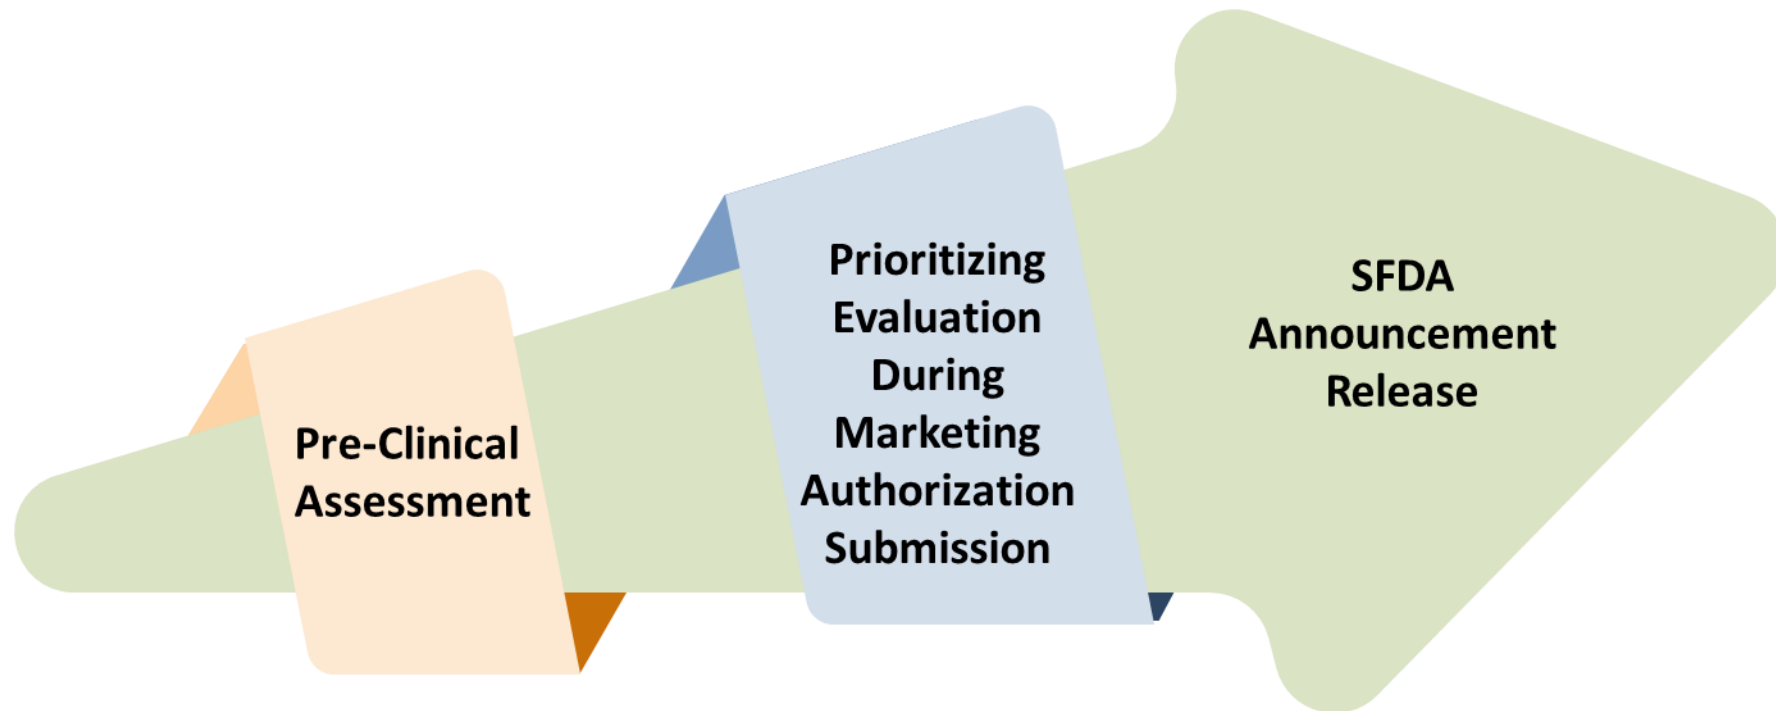 Pre-Clinical
Assessment
Prioritizing
Evaluation
During
Marketing
Authorization
Submission
SFDA
Announcement
Release